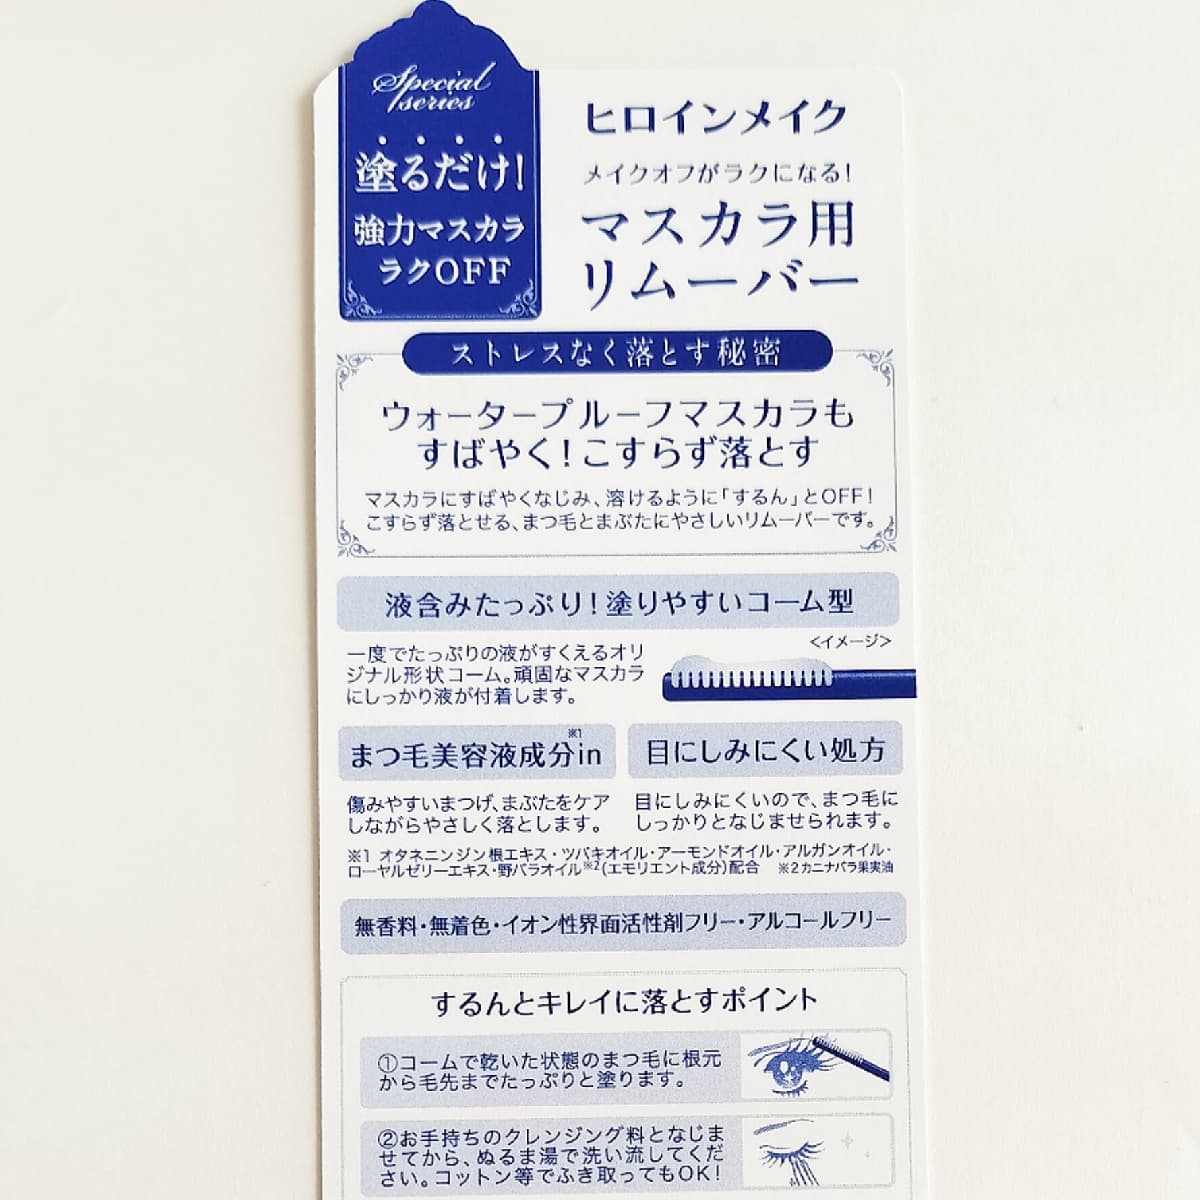 Special
series
塗るだけ!
強力マスカラ
ラクOFF
ヒロインメイク
メイクオフがラクになる!
マスカラ用
リムーバー
ストレスなく落とす秘密
ウォータープルーフマスカラも
すばやく!こすらず落とす
マスカラにすばやくなじみ、溶けるように「するん」とOFF!
こすらず落とせる、まつ毛とまぶたにやさしいリムーバーです。
液含みたっぷり!塗りやすいコーム型
<イメージ>
一度でたっぷりの液がすくえるオリ
ジナル形状コーム。頑固なマスカラ
にしっかり液が付着します。
まつ毛美容液成分※1in
傷みやすいまつげ、まぶたをケア
しながらやさしく落とします。
目にしみにくい処方
目にしみにくいので、まつ毛に
しっかりとなじませられます。
※1 オタネニンジン根エキス・ツバキオイル・アーモンドオイル・アルガンオイル・
ローヤルゼリーエキス・野バラオイル※2(エモリエント成分)配合 ※2カニナバラ果実油
無香料・無着色・イオン性界面活性剤フリー・アルコールフリー
するんとキレイに落とすポイント
①コームで乾いた状態のまつ毛に根元
から毛先までたっぷりと塗ります。
②お手持ちのクレンジング料となじま
せてから、ぬるま湯で洗い流してくだ
さい。コットン等でふき取ってもOK!